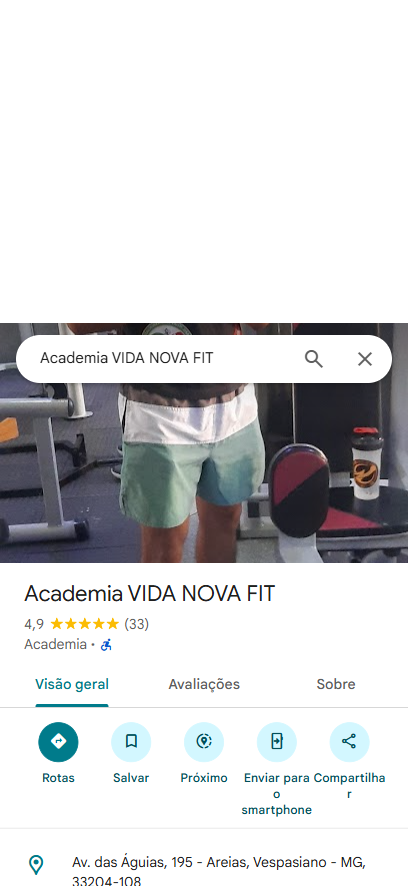 Academia VIDA NOVA FIT
Academia VIDA NOVA FIT
4,9 (33)
Academia ·
Visão geral
Avaliações
Sobre
Rotas
Salvar
Próximo
Enviar para
o
smartphone
Compartilha
r
Av. das Águias, 195 - Areias, Vespasiano - MG,
33204-108